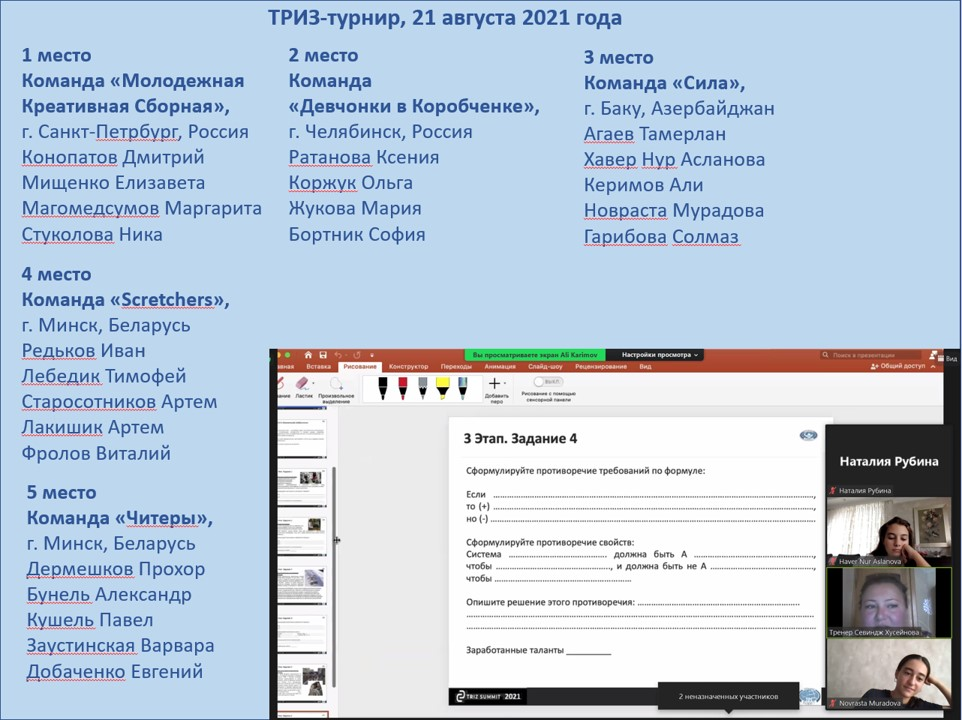 ТРИЗ-турнир, 21 августа 2021 года
1 место
Команда «Молодежная
Креативная Сборная»,
г. Санкт-Петрбург, Россия
Конопатов Дмитрий
Мищенко Елизавета
Магомедсумов Маргарита
Стуколова Ника
2 место
Команда
«Девчонки в Коробченке»,
г. Челябинск, Россия
Ратанова Ксения
Коржук Ольга
Жукова Мария
Бортник София
3 место
Команда «Сила»,
г. Баку, Азербайджан
Агаев Тамерлан
Хавер Нур Асланова
Керимов Али
Новраста Мурадова
Гарибова Солмаз
4 место
Команда «Scretchers»,
г. Минск, Беларусь
Редьков Иван
Лебедик Тимофей
Старосотников Артем
Лакишик Артем
Фролов Виталий
5 место
Команда «Читеры»,
г. Минск, Беларусь
Дермешков Прохор
Бунель Александр
Кушель Павел
Заустинская Варвара
Добаченко Евгений
Вы просматриваете экран Ali Karimov
Настройки просмотра
Поиск в презентации
Вид
Вставка Рисование Конструктор Переходы Анимация Слайд-шоу Рецензирование Вид
Общий доступ
Ластик
Произвольное
выделение
Добавить
перо
ВЫКЛ.
Рисование с помощью
сенсорной панели
3 Этап. Задание 4
Сформулируйте противоречие требований по формуле:
Если ............,
то (+) ............,
но (-) ............
Сформулируйте противоречие свойств:
Система ............ должна быть А ............,
чтобы ............, и должна быть не А ............,
чтобы ............
Опишите решение этого противоречия: ............
Заработанные таланты ________
TRIZ SUMMIT 2021
2 неназначенных участников
Наталия Рубина
Наталия Рубина
Haver Nur Aslanova
Тренер Севиндж Хусейнова
Novrasta Muradova